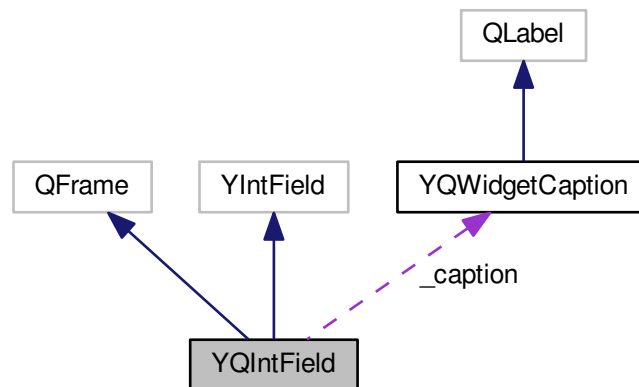 QLabel
QFrame
YIntField
YQWidgetCaption
_caption
YQIntField